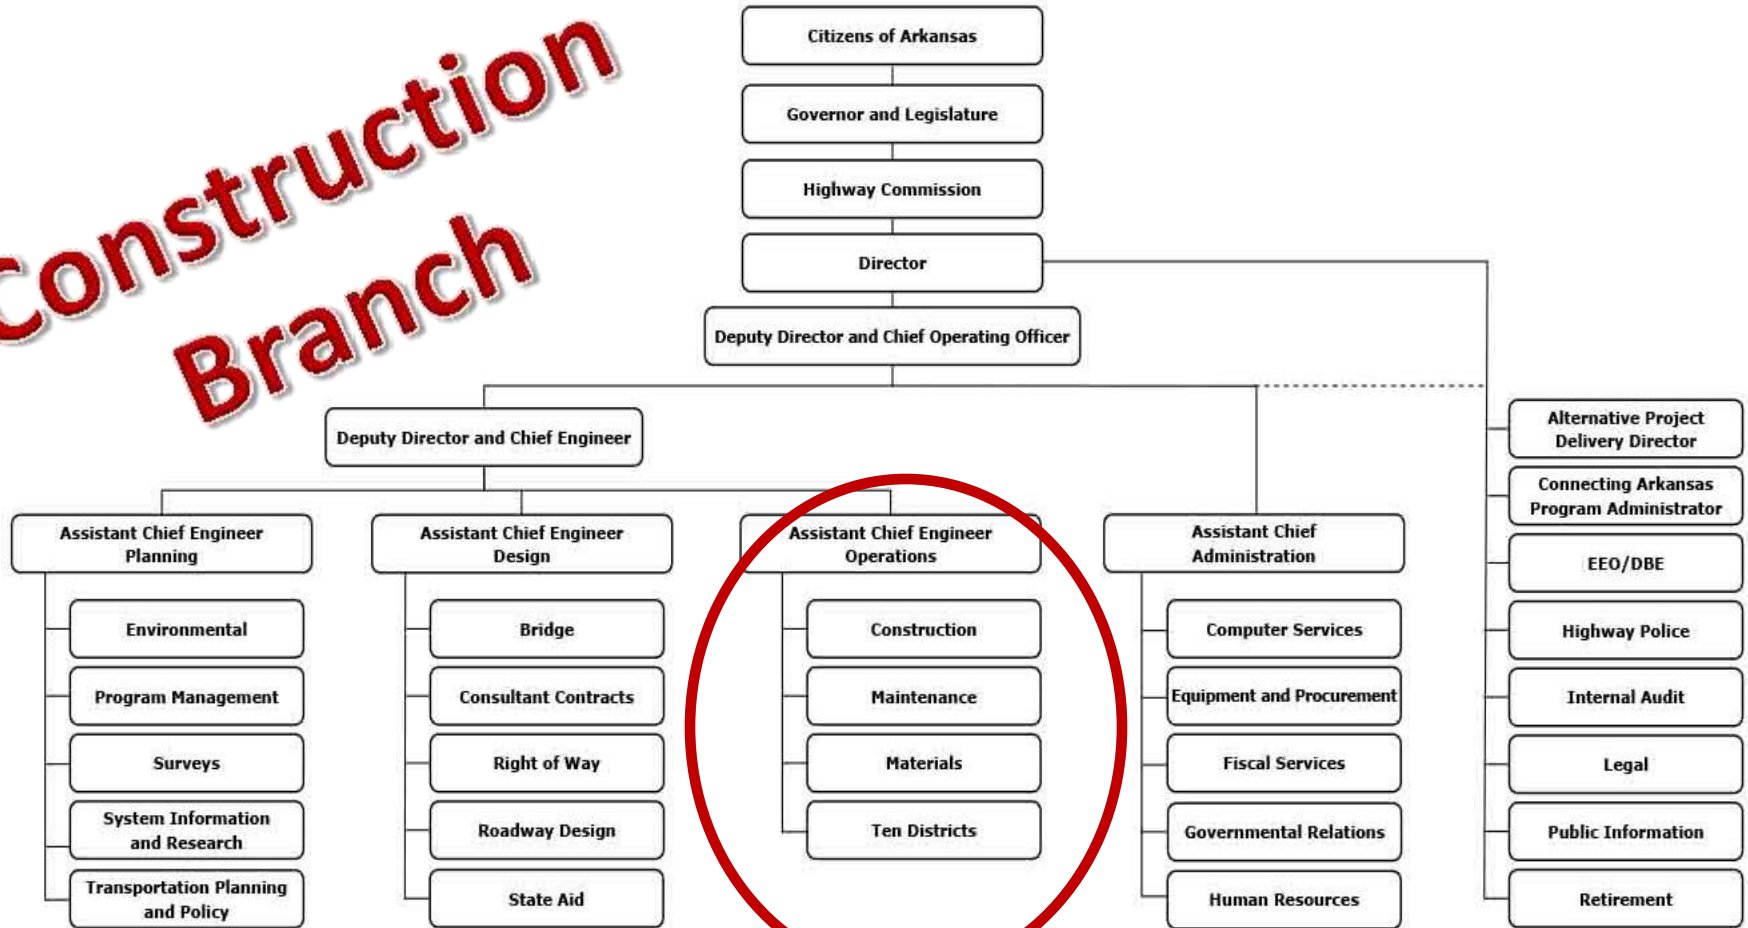 Construction
Branch
Citizens of Arkansas
Governor and Legislature
Highway Commission
Director
Deputy Director and Chief Operating Officer
Deputy Director and Chief Engineer
Assistant Chief Engineer
Planning
Environmental
Program Management
Surveys
System Information
and Research
Transportation Planning
and Policy
Assistant Chief Engineer
Design
Bridge
Consultant Contracts
Right of Way
Roadway Design
State Aid
Assistant Chief Engineer
Operations
Construction
Maintenance
Materials
Ten Districts
Assistant Chief
Administration
Computer Services
Equipment and Procurement
Fiscal Services
Governmental Relations
Human Resources
Alternative Project
Delivery Director
Connecting Arkansas
Program Administrator
EEO/DBE
Highway Police
Internal Audit
Legal
Public Information
Retirement